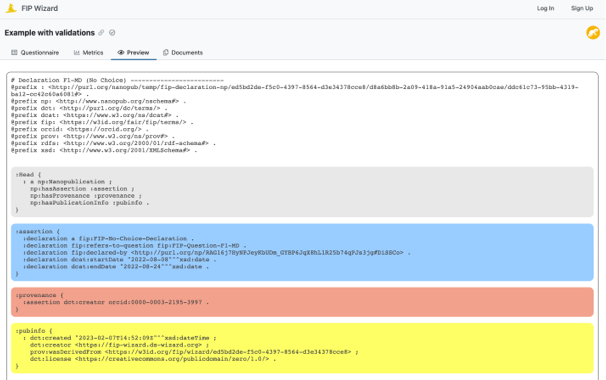 FIP Wizard
Log In Sign Up
Example with validations
Questionnaire Metrics Preview Documents
# Declaration F1-MD (No Choice) ==========================
@prefix : <http://purl.org/nanopub/temp/fip-declaration-np/ed5bd2de-f5c0-4397-8564-d3e34378cce8/d8a6bb8b-2a09-418a-91a5-24904aab0cae/ddc61c73-95bb-4319-
ba12-cc42c60a6081#> .
@prefix np: <http://www.nanopub.org/nschema#> .
@prefix dct: <http://purl.org/dc/terms/> .
@prefix dcat: <https://www.w3.org/ns/dcat#> .
@prefix fip: <https://w3id.org/fair/fip/terms/> .
@prefix orcid: <https://orcid.org/> .
@prefix prov: <http://www.w3.org/ns/prov#> .
@prefix rdfs: <http://www.w3.org/2000/01/rdf-schema#> .
@prefix xsd: <http://www.w3.org/2001/XMLSchema#> .
:Head {
: a np:Nanopublication ;
np:hasAssertion :assertion ;
np:hasProvenance :provenance ;
np:hasPublicationInfo :pubinfo .
}
:assertion {
:declaration a fip:FIP-No-Choice-Declaration .
:declaration fip:refers-to-question fip:FIP-Question-F1-MD .
:declaration fip:declared-by
:declaration dcat:startDate "2022-08-08"^^xsd:date .
:declaration dcat:endDate "2022-08-24"^^xsd:date .
}
:provenance {
:assertion dct:creator orcid:0000-0003-2195-3997 .
}
:pubinfo {
: dct:created "2023-02-07T14:52:09Z"^^xsd:dateTime ;
dct:creator <https://fip-wizard.ds-wizard.org> ;
prov:wasDerivedFrom <https://w3id.org/fip/wizard/ed5bd2de-f5c0-4397-8564-d3e34378cce8> ;
dct:license <https://creativecommons.org/publicdomain/zero/1.0/> .
}